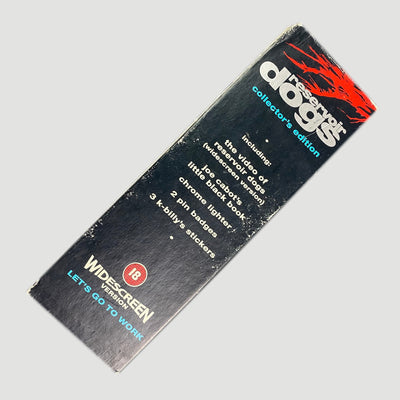 reservoir
dogs
collector's edition
including:
the video of
reservoir dogs
(widescreen version)
joe cabot's
little black book
chrome lighter
2 pin badges
3 k-billy's stickers
18
WIDESCREEN
VERSION
LET'S GO TO WORK